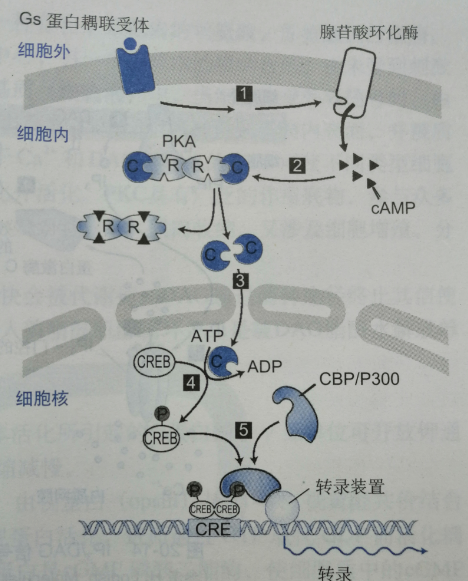 Gs 蛋白耦联受体
腺苷酸环化酶
细胞外
1
细胞内
PKA
2
C R R C
cAMP
R R
C C
3
ATP
CREB
C
ADP
4
CBP/P300
细胞核
P
CREB
5
P P
转录装置
CREB CREB
CRE
转录